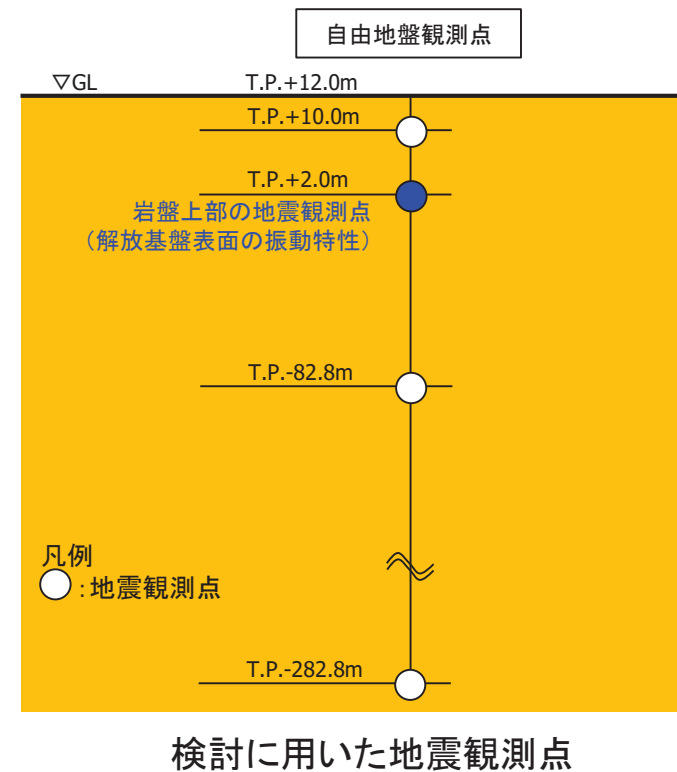 自由地盤観測点
▽GL T.P.+12.0m
T.P.+10.0m
T.P.+2.0m
岩盤上部の地震観測点
（解放基盤表面の振動特性）
T.P.-82.8m
凡例
○:地震観測点
T.P.-282.8m
検討に用いた地震観測点